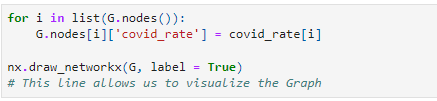 for i in list(G.nodes()):
    G.nodes[i]['covid_rate'] = covid_rate[i]
nx.draw_networkx(G, label = True)
# This line allows us to visualize the Graph